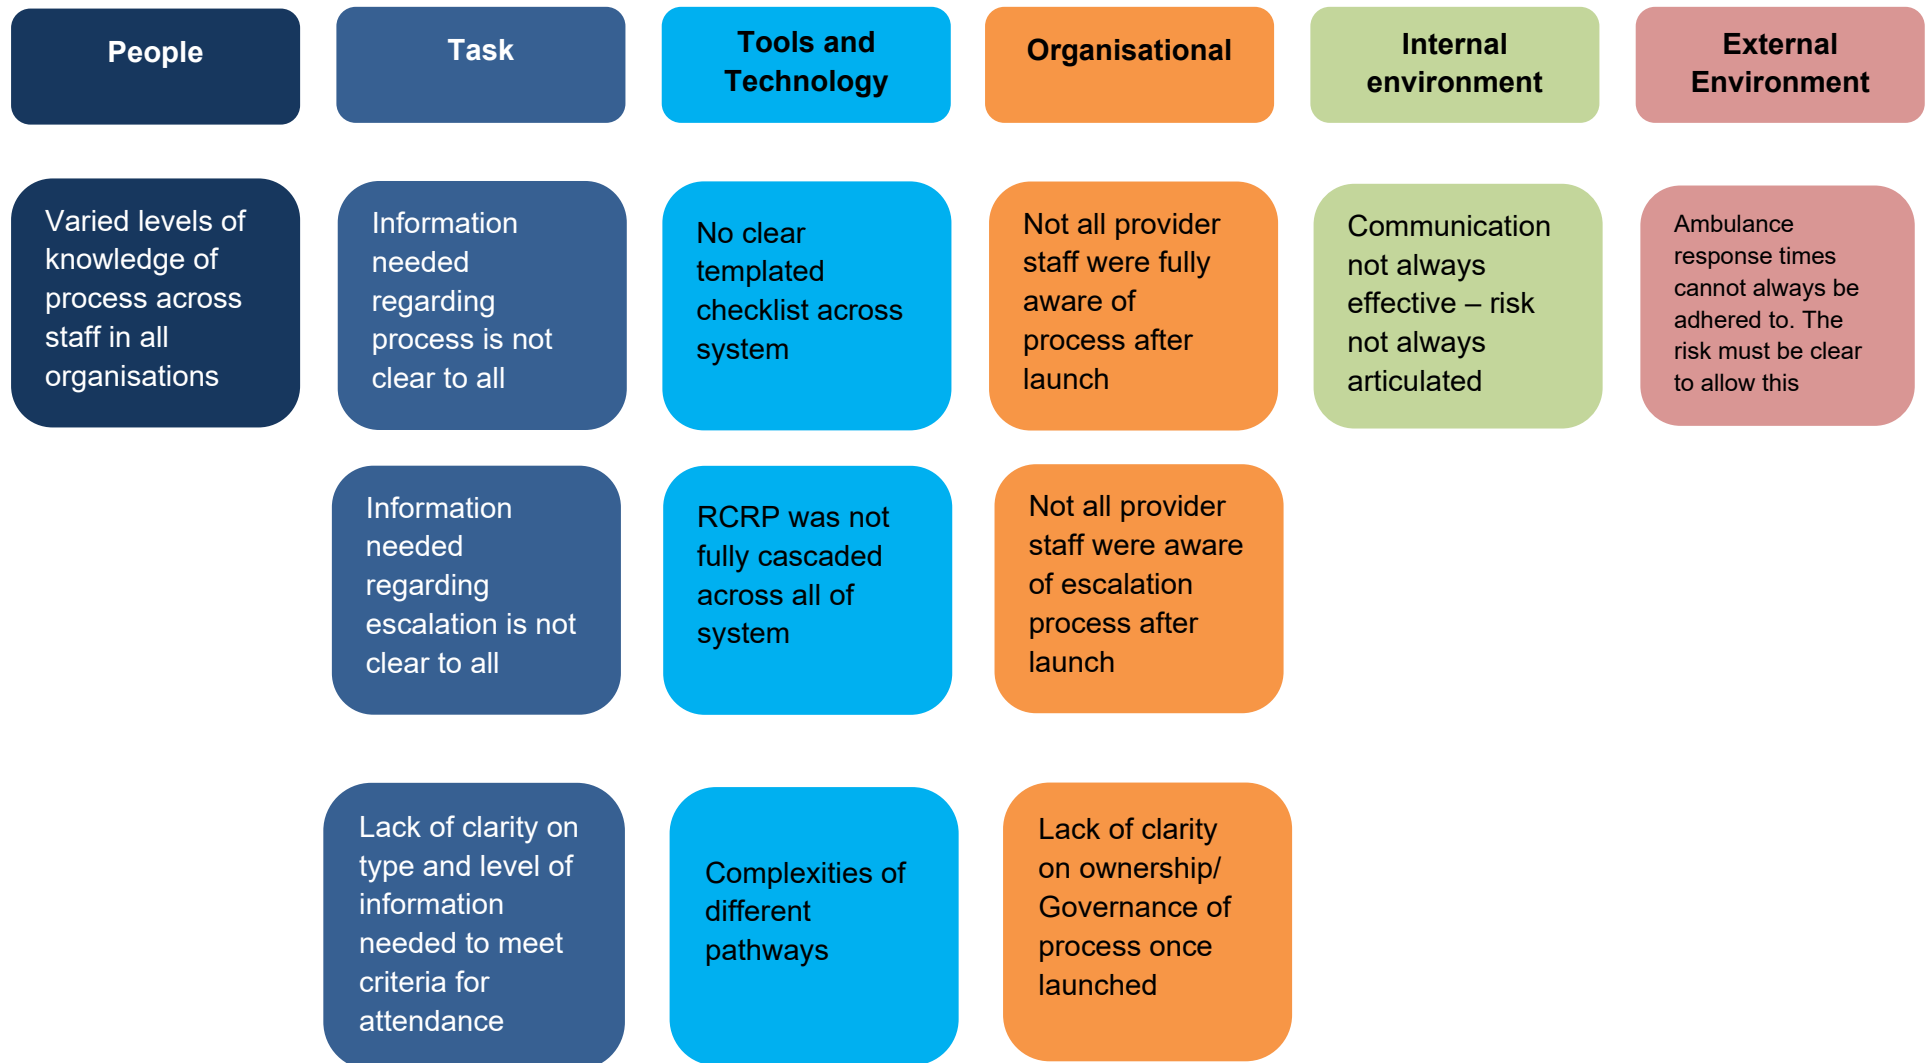 People
Task
Tools and
Technology
Organisational
Internal
environment
External
Environment
Varied levels of
knowledge of
process across
staff in all
organisations
Information
needed
regarding
process is not
clear to all
No clear
templated
checklist across
system
Not all provider
staff were fully
aware of
process after
launch
Communication
not always
effective – risk
not always
articulated
Ambulance
response times
cannot always be
adhered to. The
risk must be clear
to allow this
Information
needed
regarding
escalation is not
clear to all
RCRP was not
fully cascaded
across all of
system
Not all provider
staff were aware
of escalation
process after
launch
Lack of clarity on
type and level of
information
needed to meet
criteria for
attendance
Complexities of
different
pathways
Lack of clarity
on ownership/
Governance of
process once
launched